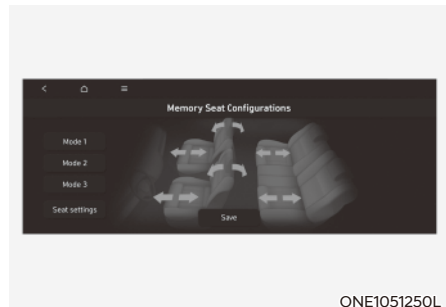 Memory Seat Configurations
Mode 1
Mode 2
Mode 3
Seat settings
Save
ONE1051250L